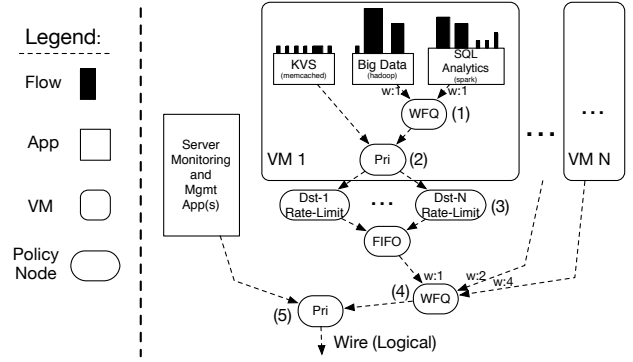 Legend:
Flow
App
VM
Policy
Node
KVS
(memcached)
Big Data
(hadoop)
SQL
Analytics
(spark)
w:1
w:1
WFQ
(1)
Pri
(2)
VM 1
...
...
VM N
Server
Monitoring
and
Mgmt
App(s)
Dst-1
Rate-Limit
...
Dst-N
Rate-Limit
(3)
FIFO
w:1
w:2
w:4
(4)
WFQ
(5)
Pri
Wire (Logical)